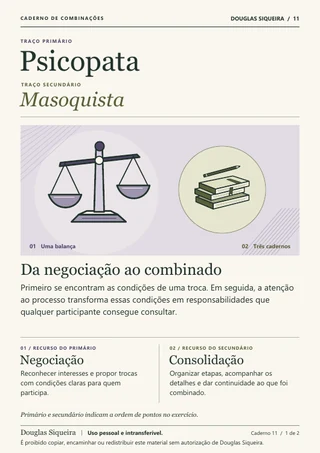 CADERNO DE COMBINAÇÕES
DOUGLAS SIQUEIRA / 11
TRAÇO PRIMÁRIO
Psicopata
TRAÇO SECUNDÁRIO
Masoquista
01 Uma balança
02 Três cadernos
Da negociação ao combinado
Primeiro se encontram as condições de uma troca. Em seguida, a atenção
ao processo transforma essas condições em responsabilidades que
qualquer participante consegue consultar.
01 / RECURSO DO PRIMÁRIO
Negociação
Reconhecer interesses e propor trocas
com condições claras para quem
participa.
02 / RECURSO DO SECUNDÁRIO
Consolidação
Organizar etapas, acompanhar os
detalhes e dar continuidade ao que foi
combinado.
Primário e secundário indicam a ordem de pontos no exercício.
Douglas Siqueira | Uso pessoal e intransferível.
Caderno 11 / 1 de 2
É proibido copiar, encaminhar ou redistribuir este material sem autorização de Douglas Siqueira.